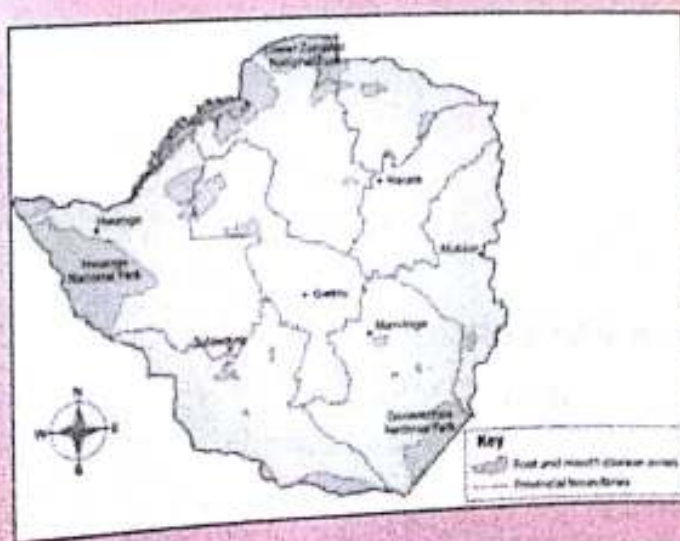 Lower Zambezi
National Park
Harare
Hwange
Hwange
National Park
Mutare
Gweru
Masvingo
Bulawayo
Gonarezhou
National Park
N
W
E
S
Key
Foot and mouth disease zones
Provincial boundaries